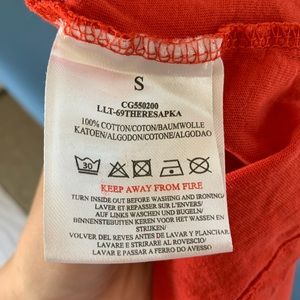 S
CG550200
LLT-69THERESAPKA
100% COTTON/COTON/BAUMWOLLE
KATOEN/ALGODON/COTONE/ALGODAO
30
KEEP AWAY FROM FIRE
TURN INSIDE OUT BEFORE WASHING AND IRONING/
LAVER ET REPASSER SUR L'ENVERS/
AUF LINKS WASCHEN UND BUGELN/
BINNENSTEBUITEN KEREN VOOR HET WASSEN EN
STRIJKEN/
VOLVER DEL REVES ANTES DE LAVAR Y PLANCHAR/
LAVARE E STIRARE AL ROVESCIO/
LAVAR E PASSAR A FERRO DO AVESSO